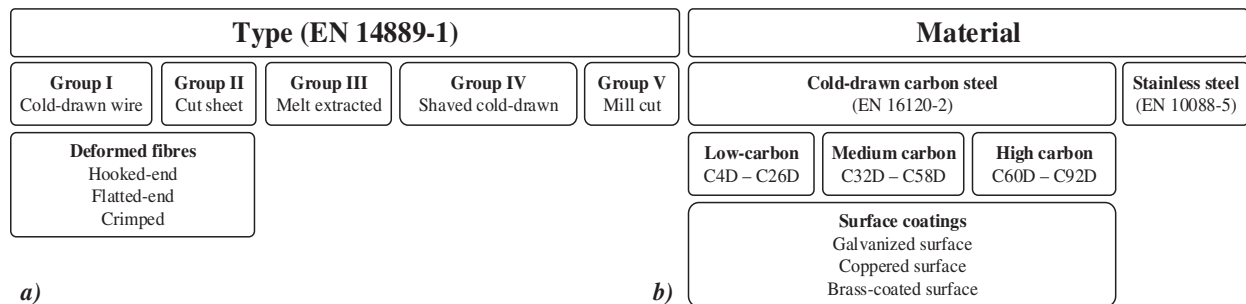 Type (EN 14889-1)
Group I
Cold-drawn wire
Group II
Cut sheet
Group III
Melt extracted
Group IV
Shaved cold-drawn
Group V
Mill cut
Deformed fibres
Hooked-end
Flatted-end
Crimped
a)
Material
Cold-drawn carbon steel
(EN 16120-2)
Stainless steel
(EN 10088-5)
Low-carbon
C4D – C26D
Medium carbon
C32D – C58D
High carbon
C60D – C92D
Surface coatings
Galvanized surface
Coppered surface
Brass-coated surface
b)